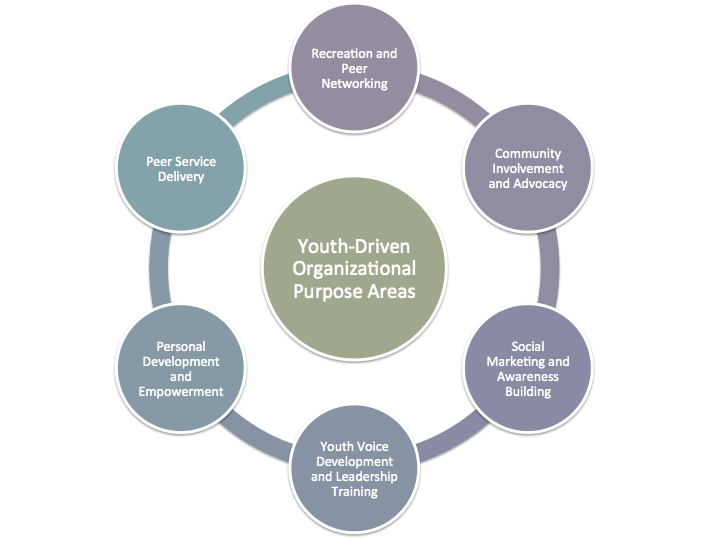 Recreation and
Peer
Networking
Community
Involvement
and Advocacy
Social
Marketing and
Awareness
Building
Youth Voice
Development
and Leadership
Training
Personal
Development
and
Empowerment
Peer Service
Delivery
Youth-Driven
Organizational
Purpose Areas